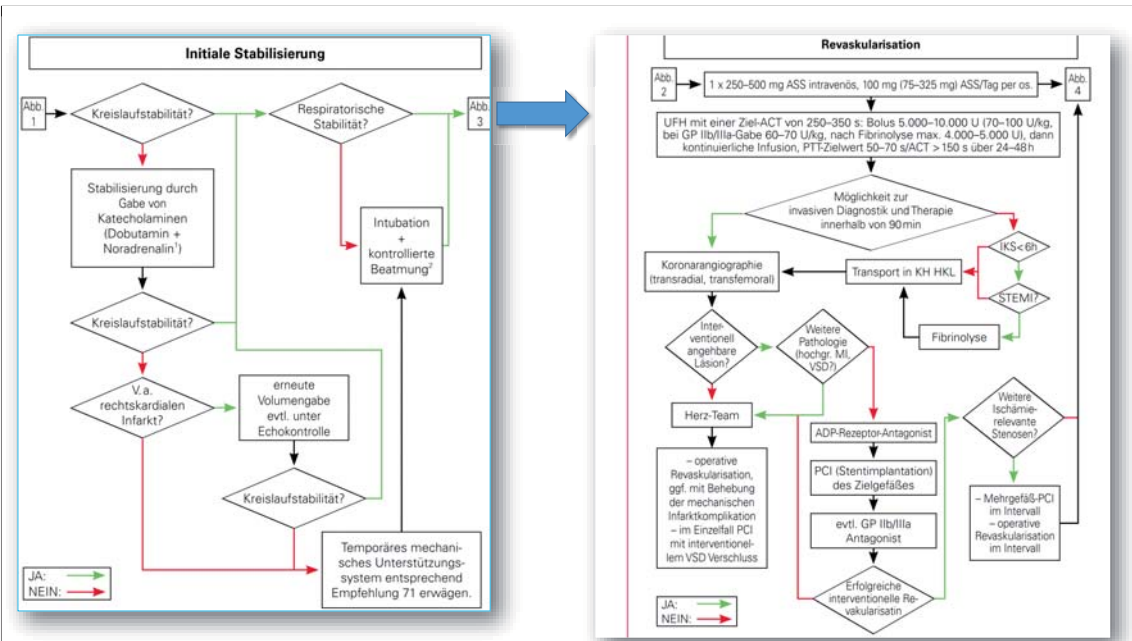 Initiale Stabilisierung
Abb.
1
Kreislaufstabilität?
Respiratorische
Stabilität?
Abb.
3
Stabilisierung durch
Gabe von
Katecholaminen
(Dobutamin +
Noradrenalin¹)
Intubation
+
kontrollierte
Beatmung²
Kreislaufstabilität?
V. a.
rechtskardialen
Infarkt?
erneute
Volumengabe
evtl. unter
Echokontrolle
Kreislaufstabilität?
Temporäres mechani-
sches Unterstützungs-
system entsprechend
Empfehlung 71 erwägen.
JA:
NEIN:
Revaskularisation
Abb.
2
1 x 250–500 mg ASS intravenös, 100 mg (75–325 mg) ASS/Tag per os.
Abb.
4
UFH mit einer Ziel-ACT von 250–350 s: Bolus 5.000–10.000 U (70–100 U/kg,
bei GP IIb/IIIa-Gabe 60–70 U/kg, nach Fibrinolyse max. 4.000–5.000 U), dann
kontinuierliche Infusion, PTT-Zielwert 50–70 s/ACT > 150 s über 24–48 h
Möglichkeit zur
invasiven Diagnostik und Therapie
innerhalb von 90 min
IKS<6h
Koronarangiographie
(transradial, transfemoral)
Transport in KH HKL
STEMI?
Fibrinolyse
Inter-
ventionell
angehbare
Läsion?
Weitere
Pathologie
(hochgr. MI,
VSD?)
Herz-Team
ADP-Rezeptor-Antagonist
Weitere
Ischämie-
relevante
Stenosen?
– operative
Revaskularisation,
ggf. mit Behebung
der mechanischen
Infarktkomplikation
– im Einzelfall PCI
mit interventionel-
lem VSD Verschluss
PCI (Stentimplantation)
des Zielgefäßes
evtl. GP IIb/IIIa
Antagonist
– Mehrgefäß-PCI
im Intervall
– operative
Revaskularisation
im Intervall
Erfolgreiche
interventionelle Re-
vakularisatin
JA:
NEIN: